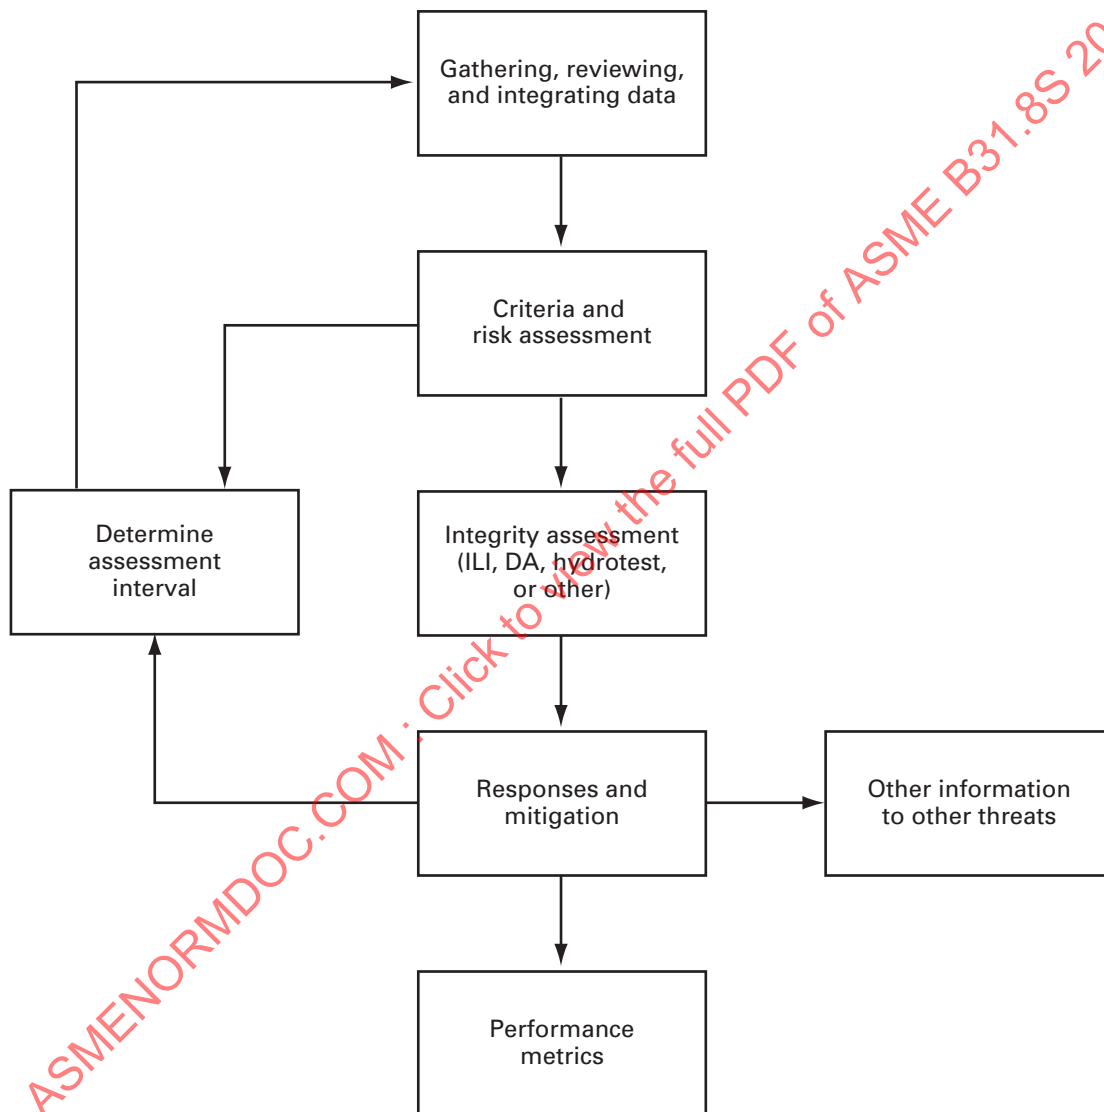 Gathering, reviewing,
and integrating data
Criteria and
risk assessment
Determine
assessment
interval
Integrity assessment
(ILI, DA, hydrotest,
or other)
Responses and
mitigation
Other information
to other threats
Performance
metrics
ASMENORMDOC.COM : Click to view the full PDF of ASME B31.8S 20